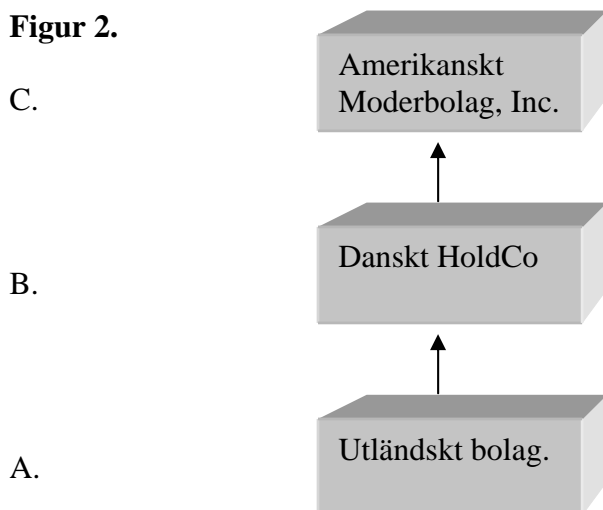 Figur 2.
C.
Amerikanskt
Moderbolag, Inc.
B.
Danskt HoldCo
A.
Utländskt bolag.